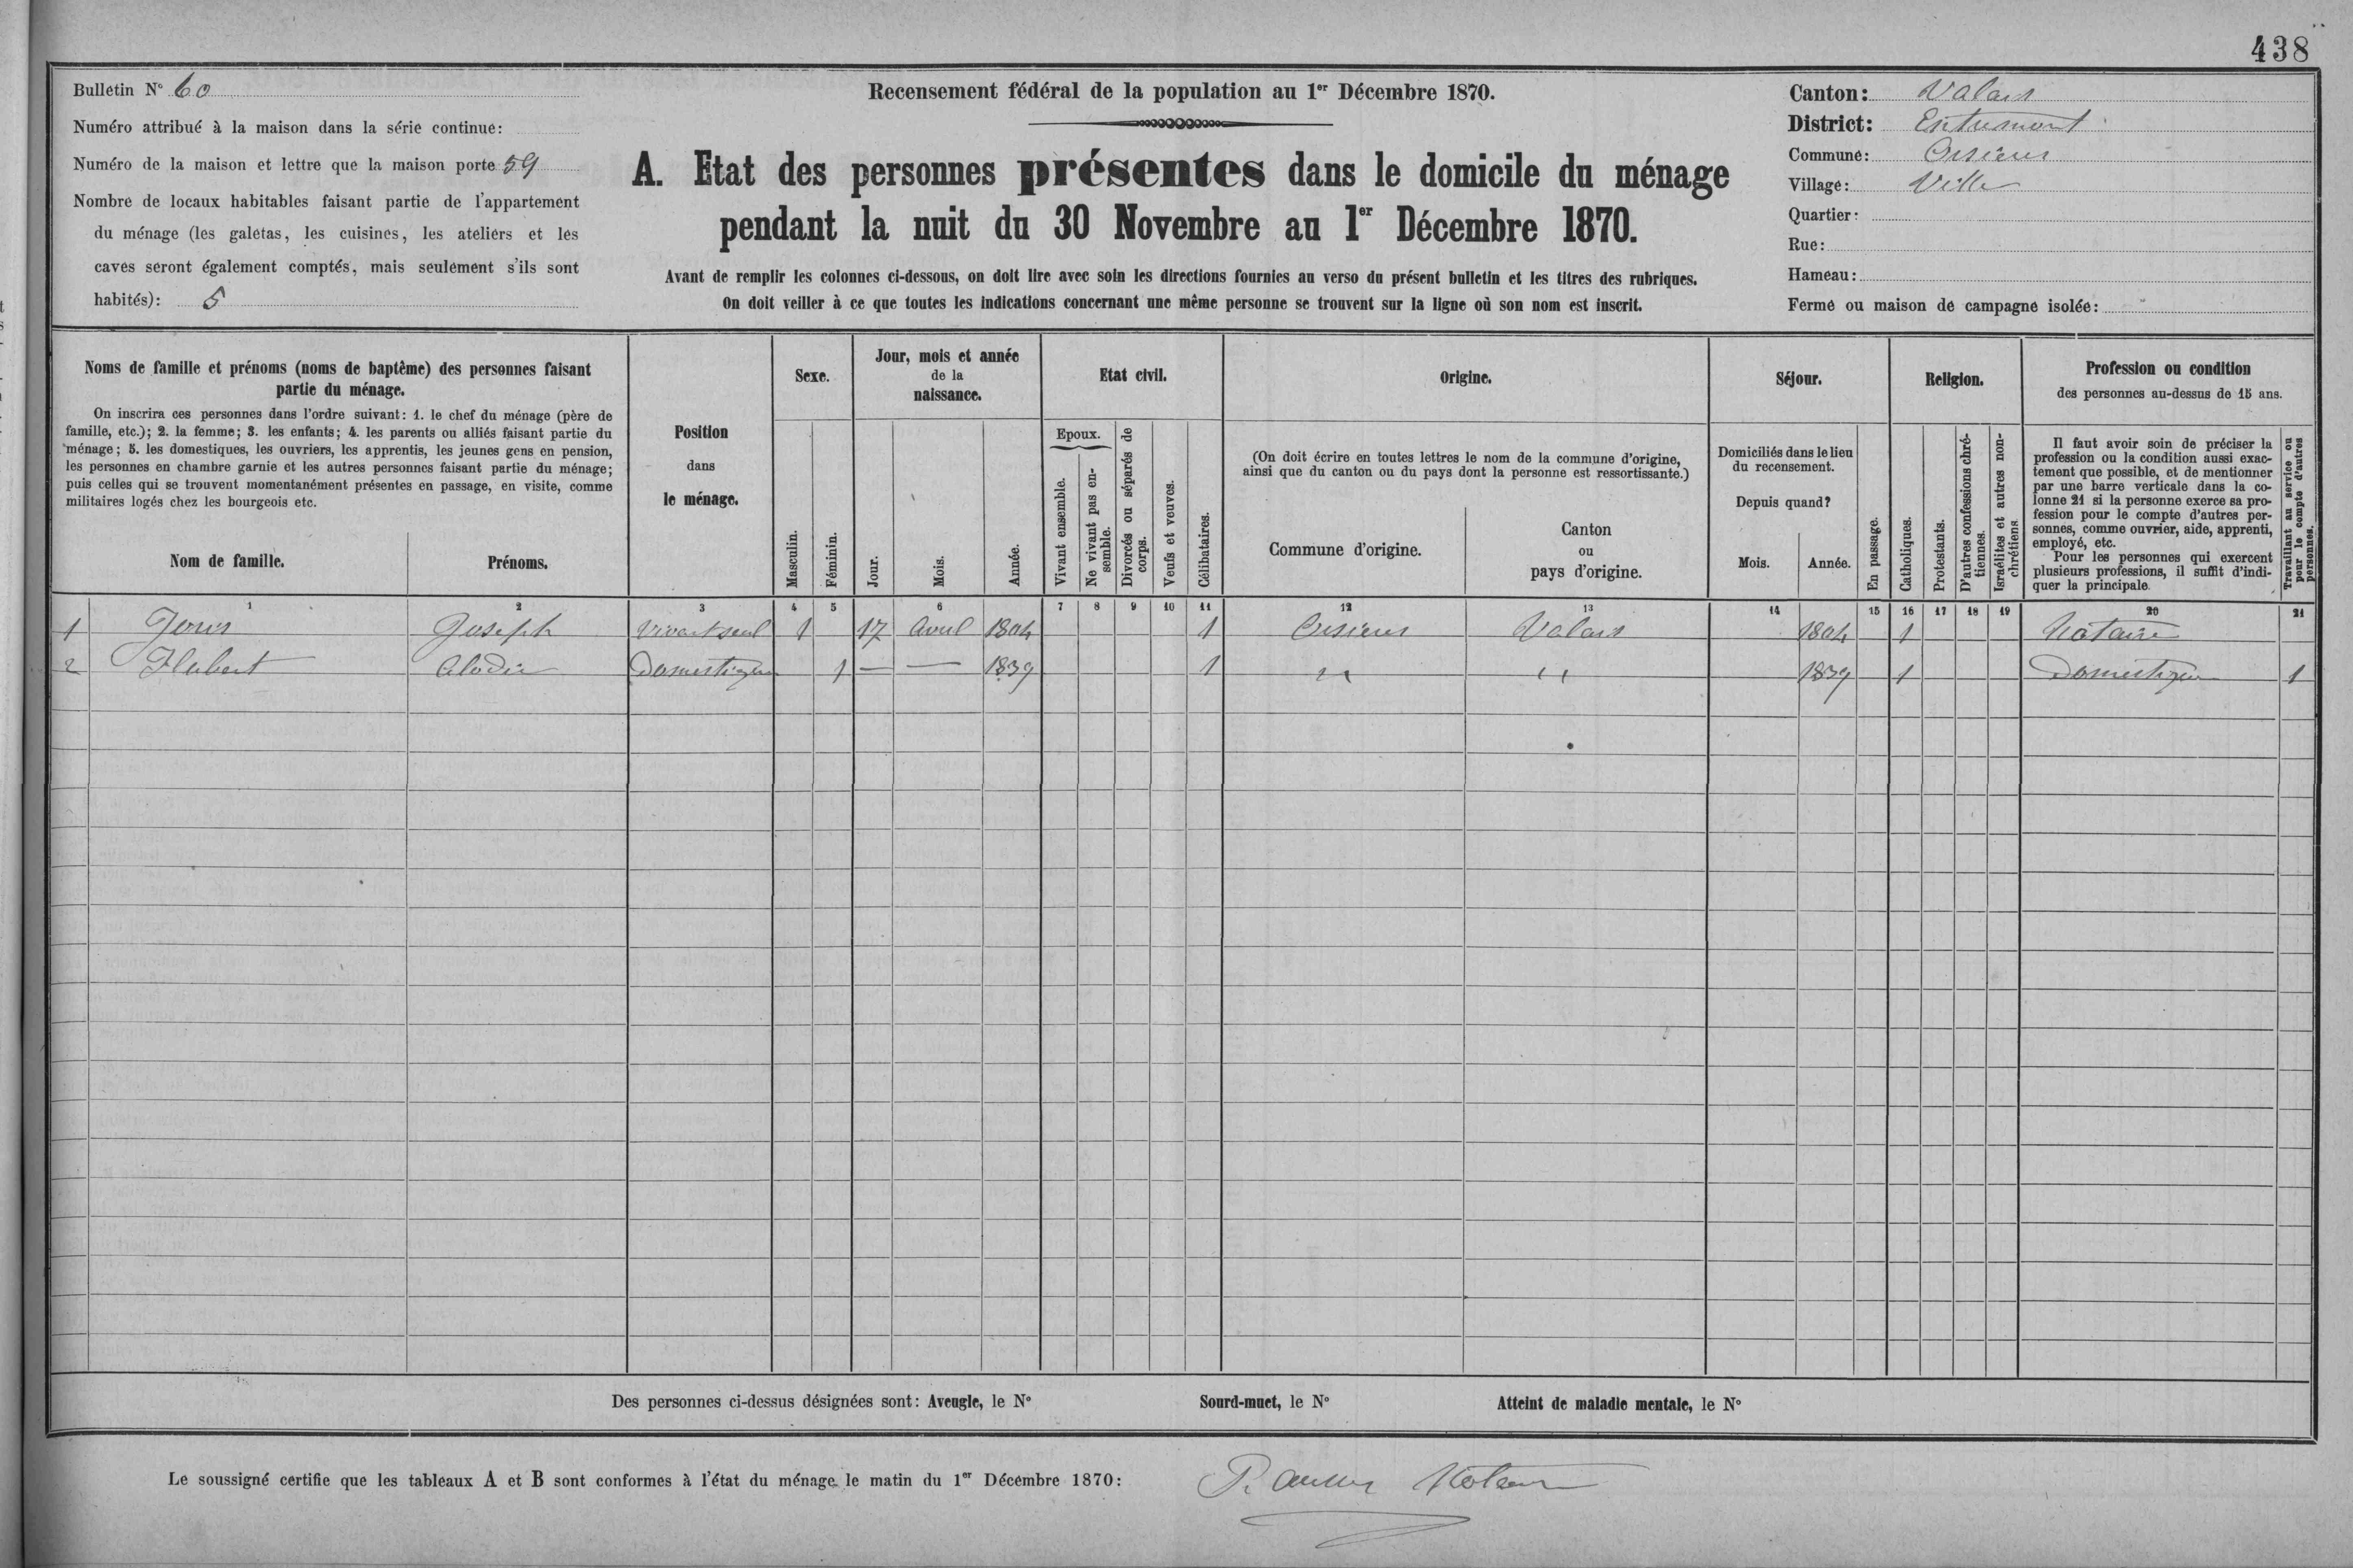 438
Bulletin N° 60
Numéro attribué à la maison dans la série continue:
Numéro de la maison et lettre que la maison porte 59
Nombre de locaux habitables faisant partie de l'appartement
du ménage (les galetas, les cuisines, les ateliers et les
caves seront également comptés, mais seulement s'ils sont
habités): 5
Recensement fédéral de la population au 1er Décembre 1870.
A. Etat des personnes présentes dans le domicile du ménage
pendant la nuit du 30 Novembre au 1er Décembre 1870.
Avant de remplir les colonnes ci-dessous, on doit lire avec soin les directions fournies au verso du présent bulletin et les titres des rubriques.
On doit veiller à ce que toutes les indications concernant une même personne se trouvent sur la ligne où son nom est inscrit.
Canton: Valais
District: Entremont
Commune: Orsières
Village: Ville
Quartier:
Rue:
Hameau:
Ferme ou maison de campagne isolée:
Noms de famille et prénoms (noms de baptême) des personnes faisant
partie du ménage.
On inscrira ces personnes dans l'ordre suivant: 1. le chef du ménage (père de
famille, etc.); 2. la femme; 3. les enfants; 4. les parents ou alliés faisant partie du
ménage; 5. les domestiques, les ouvriers, les apprentis, les jeunes gens en pension,
les personnes en chambre garnie et les autres personnes faisant partie du ménage;
puis celles qui se trouvent momentanément présentes en passage, en visite, comme
militaires logés chez les bourgeois etc.
Nom de famille.
Prénoms.
Position
dans
le ménage.
Sexe.
Masculin.
Féminin.
Jour, mois et année
de la
naissance.
Jour.
Mois.
Année.
Etat civil.
Epoux.
Vivant ensemble.
Ne vivant pas en-
semble.
Divorcés ou séparés de
corps.
Veufs et veuves.
Célibataires.
Origine.
(On doit écrire en toutes lettres le nom de la commune d'origine,
ainsi que du canton ou du pays dont la personne est ressortissante.)
Commune d'origine.
Canton
ou
pays d'origine.
Séjour.
Domiciliés dans le lieu
du recensement.
Depuis quand?
Mois.
Année.
En passage.
Religion.
Catholiques.
Protestants.
D'autres confessions chré-
tiennes.
Israélites et autres non-
chrétiens.
Profession ou condition
des personnes au-dessus de 15 ans.
Il faut avoir soin de préciser la
profession ou la condition aussi exac-
tement que possible, et de mentionner
par une barre verticale dans la co-
lonne 21 si la personne exerce sa pro-
fession pour le compte d'autres per-
sonnes, comme ouvrier, aide, apprenti,
employé, etc.
Pour les personnes qui exercent
plusieurs professions, il suffit d'indi-
quer la principale.
Travaillant au service ou
pour le compte d'autres
personnes.
1 2 3 4 5 6 7 8 9 10 11 12 13 14 15 16 17 18 19 20 21
1 Joris Joseph Vivant seul 1 17 Avril 1804 1 Orsières Valais 1804 1 Notaire
2 Hubert Alodie Domestique 1 — — 1839 1 " " 1839 1 Domestique 1
Des personnes ci-dessus désignées sont: Aveugle, le N° Sourd-muet, le N° Atteint de maladie mentale, le N°
Le soussigné certifie que les tableaux A et B sont conformes à l'état du ménage le matin du 1er Décembre 1870: